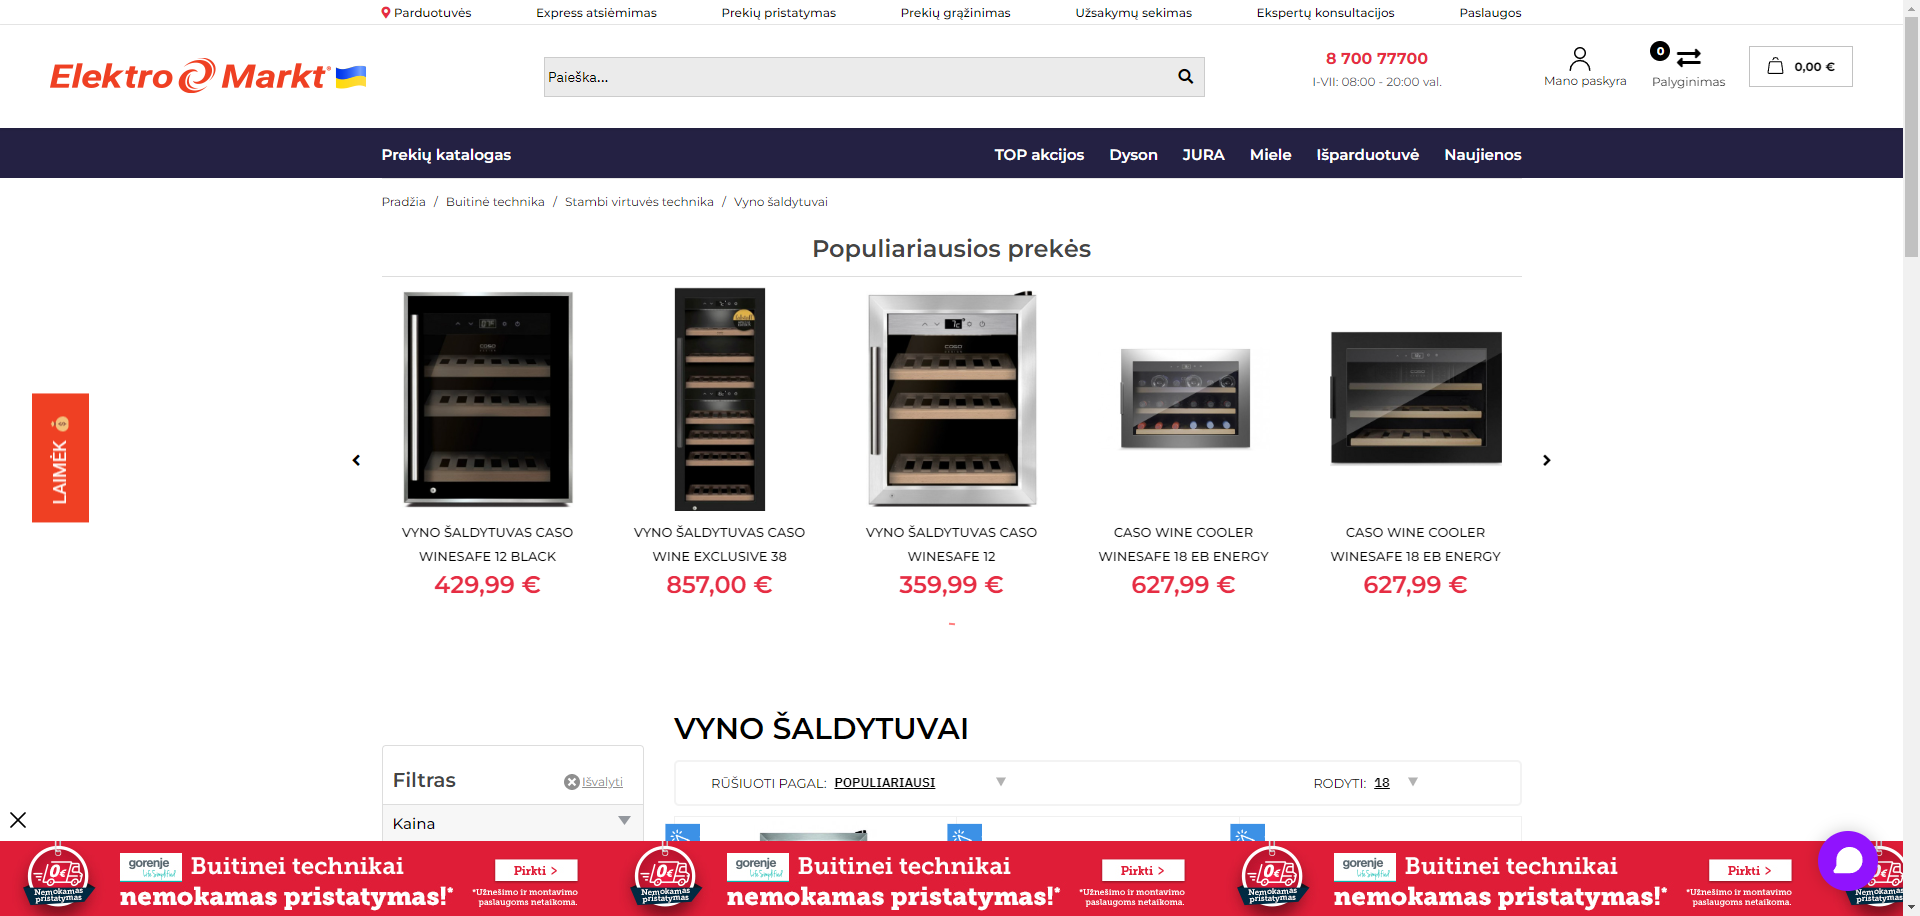 Parduotuvės Express atsiėmimas Prekių pristatymas Prekių grąžinimas Užsakymų sekimas Ekspertų konsultacijos Paslaugos
Elektro Markt
Paieška...
8 700 77700
I-VII: 08:00 - 20:00 val.
Mano paskyra
0
Palyginimas
0,00 €
Prekių katalogas TOP akcijos Dyson JURA Miele Išparduotuvė Naujienos
Pradžia / Buitinė technika / Stambi virtuvės technika / Vyno šaldytuvai
Populiariausios prekės
VYNO ŠALDYTUVAS CASO
WINESAFE 12 BLACK
429,99 €
VYNO ŠALDYTUVAS CASO
WINE EXCLUSIVE 38
857,00 €
VYNO ŠALDYTUVAS CASO
WINESAFE 12
359,99 €
CASO WINE COOLER
WINESAFE 18 EB ENERGY
627,99 €
CASO WINE COOLER
WINESAFE 18 EB ENERGY
627,99 €
LAIMĖK
VYNO ŠALDYTUVAI
Filtras
Išvalyti
Kaina
RŪŠIUOTI PAGAL: POPULIARIAUSI
RODYTI: 18
0€
Nemokamas
pristatymas
gorenje
Life Simplified
Buitinei technikai
nemokamas pristatymas!*
Pirkti >
*Užnešimo ir montavimo
paslaugoms netaikoma.
0€
Nemokamas
pristatymas
gorenje
Life Simplified
Buitinei technikai
nemokamas pristatymas!*
Pirkti >
*Užnešimo ir montavimo
paslaugoms netaikoma.
0€
Nemokamas
pristatymas
gorenje
Life Simplified
Buitinei technikai
nemokamas pristatymas!*
Pirkti >
*Užnešimo ir montavimo
paslaugoms netaikoma.